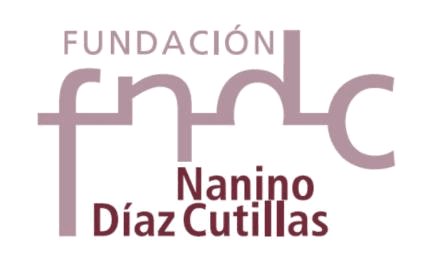 FUNDACIÓN
fndc
Nanino
Díaz Cutillas